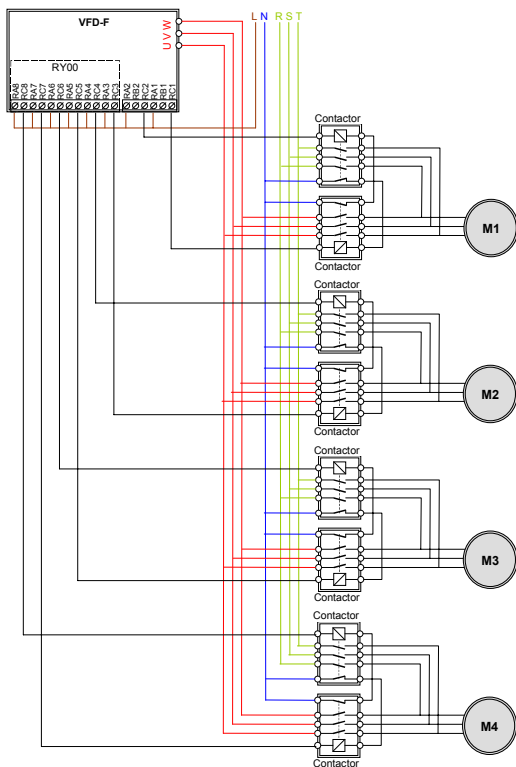 VFD-F
U V W
L N R S T
RY00
RA8 RC8 RA7 RC7 RA6 RC6 RA5 RC5 RA4 RC4 RA3 RC3 RA2 RB2 RC2 RA1 RB1 RC1
Contactor
M1
Contactor
Contactor
M2
Contactor
Contactor
M3
Contactor
Contactor
M4
Contactor